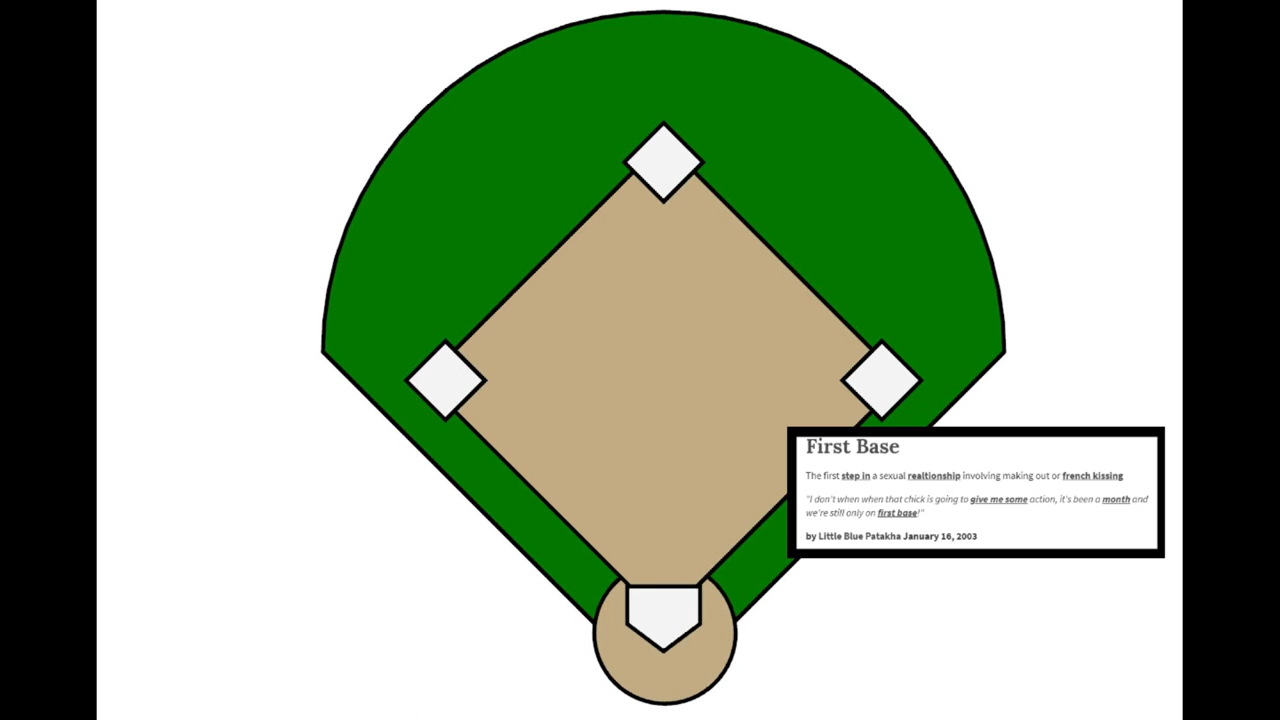 First Base
The first step in a sexual realtionship involving making out or french kissing
"I don't when when that chick is going to give me some action, it's been a month and
we're still only on first base!"
by Little Blue Patakha January 16, 2003